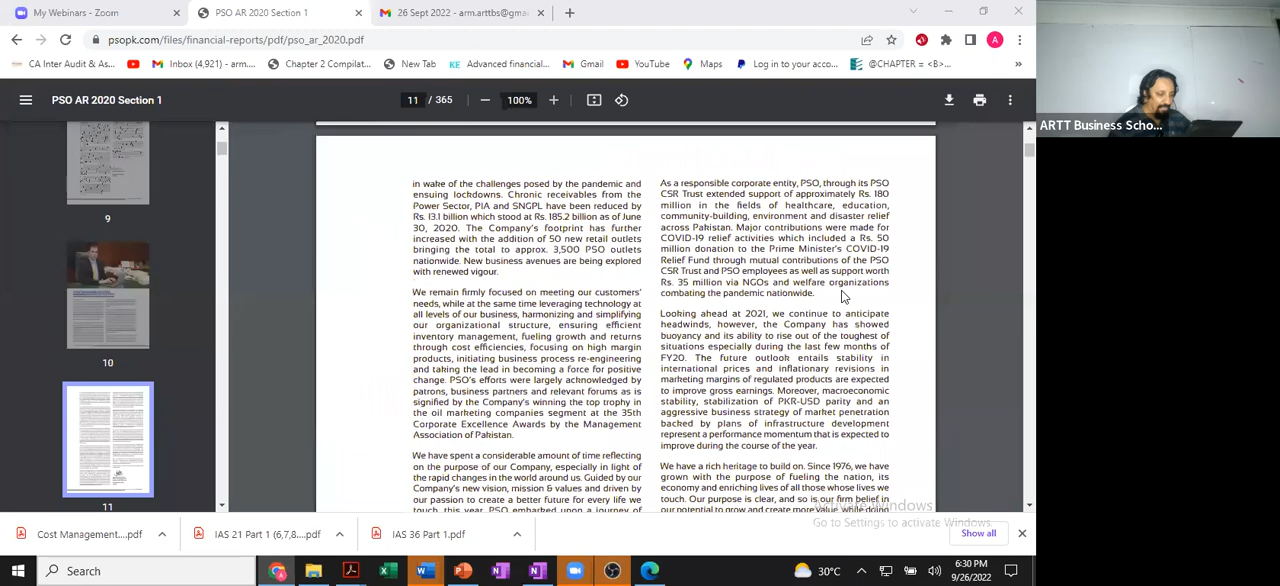 My Webinars - Zoom
PSO AR 2020 Section 1
26 Sept 2022 - arm.arttbs@gma
psopk.com/files/financial-reports/pdf/pso_ar_2020.pdf
A
CA Inter Audit & As...
Inbox (4,921) - arm....
Chapter 2 Compilat...
New Tab
KE
Advanced financial...
Gmail
YouTube
Maps
Log in to your acco...
@CHAPTER = <B>...
»
PSO AR 2020 Section 1
11 / 365
100%
ARTT Business Scho...
9
10
11
in wake of the challenges posed by the pandemic and
ensuing lockdowns. Chronic receivables from the
Power Sector, PIA and SNGPL have been reduced by
Rs. 13.1 billion which stood at Rs. 185.2 billion as of June
30, 2020. The Company's footprint has further
increased with the addition of 50 new retail outlets
bringing the total to approx. 3,500 PSO outlets
nationwide. New business avenues are being explored
with renewed vigour.
We remain firmly focused on meeting our customers'
needs, while at the same time leveraging technology at
all levels of our business, harmonizing and simplifying
our organizational structure, ensuring efficient
inventory management, fueling growth and returns
through cost efficiencies, focusing on high margin
products, initiating business process re-engineering
and taking the lead in becoming a force for positive
change. PSO's efforts were largely acknowledged by
patrons, business partners and relevant forums as is
signified by the Company's winning the top trophy in
the oil marketing companies segment at the 35th
Corporate Excellence Awards by the Management
Association of Pakistan.
We have spent a considerable amount of time reflecting
on the purpose of our Company, especially in light of
the rapid changes in the world around us. Guided by our
Company's new vision, mission & values and driven by
our passion to create a better future for every life we
touch, this year, PSO embarked upon a journey of
As a responsible corporate entity, PSO, through its PSO
CSR Trust extended support of approximately Rs. 180
million in the fields of healthcare, education,
community-building, environment and disaster relief
across Pakistan. Major contributions were made for
COVID-19 relief activities which included a Rs. 50
million donation to the Prime Minister's COVID-19
Relief Fund through mutual contributions of the PSO
CSR Trust and PSO employees as well as support worth
Rs. 35 million via NGOs and welfare organizations
combating the pandemic nationwide.
Looking ahead at 2021, we continue to anticipate
headwinds, however, the Company has showed
buoyancy and its ability to rise out of the toughest of
situations especially during the last few months of
FY20. The future outlook entails stability in
international prices and inflationary revisions in
marketing margins of regulated products are expected
to improve gross earnings. Moreover, macroeconomic
stability, stabilization of PKR-USD parity and an
aggressive business strategy of market penetration
backed by plans of infrastructure development
represent a performance momentum that is expected to
improve during the course of the year.
We have a rich heritage to build on. Since 1976, we have
grown with the purpose of fueling the nation, its
economy and enriching lives of all those whose lives we
touch. Our purpose is clear, and so is our firm belief in
our potential to grow and create more value, while doing
Activate Windows
Go to Settings to activate Windows.
Cost Management....pdf
IAS 21 Part 1 (6,7,8....pdf
IAS 36 Part 1.pdf
Show all
Search
30°C
6:30 PM
9/26/2022